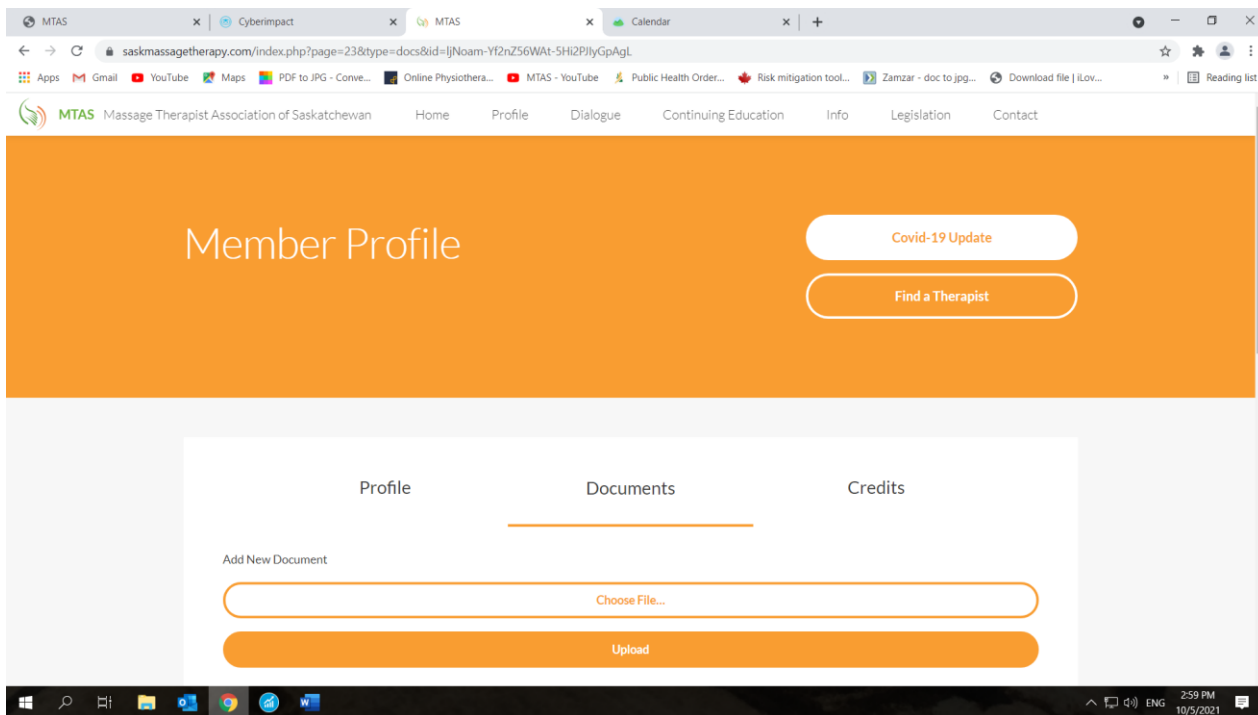 MTAS
Cyberimpact
MTAS
Calendar
saskmassagetherapy.com/index.php?page=23&type=docs&id=ljNoam-Yf2nZ56WAt-5Hi2PJlyGpAgL
Apps Gmail YouTube Maps PDF to JPG - Conve... Online Physiothera... MTAS - YouTube Public Health Order... Risk mitigation tool... Zamzar - doc to jpg... Download file | iLov... » Reading list
MTAS Massage Therapist Association of Saskatchewan Home Profile Dialogue Continuing Education Info Legislation Contact
Member Profile
Covid-19 Update
Find a Therapist
Profile Documents Credits
Add New Document
Choose File...
Upload
ENG
2:59 PM
10/5/2021